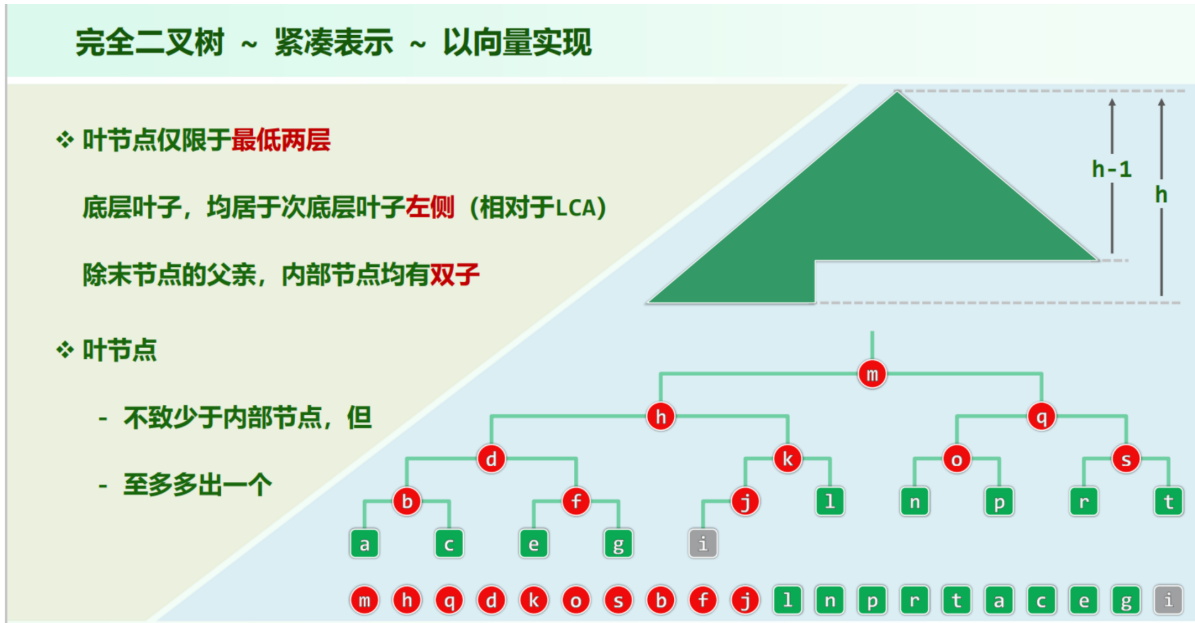 完全二叉树 ~ 紧凑表示 ~ 以向量实现
❖ 叶节点仅限于最低两层
底层叶子，均居于次底层叶子左侧（相对于LCA）
除末节点的父亲，内部节点均有双子
❖ 叶节点
- 不致少于内部节点，但
- 至多多出一个
h-1
h
m
h q
d k o s
b f j l n p r t
a c e g i
m h q d k o s b f j l n p r t a c e g i